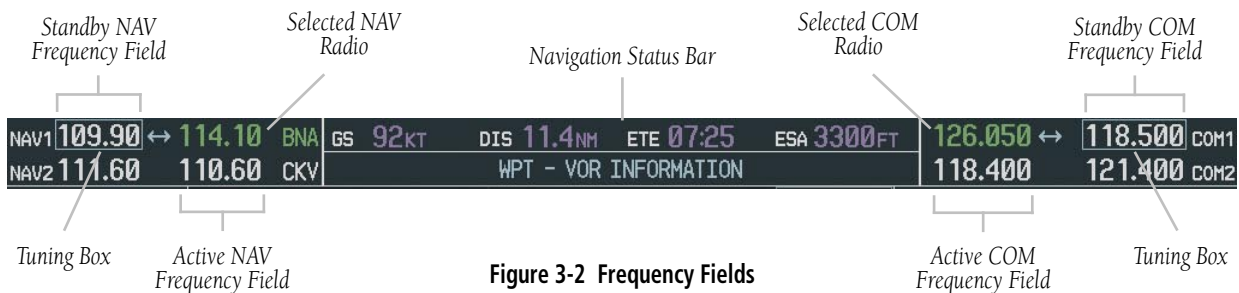 Standby NAV
Frequency Field
Selected NAV
Radio
Navigation Status Bar
Selected COM
Radio
Standby COM
Frequency Field
NAV1 109.90 ↔ 114.10 BNA GS 92KT DIS 11.4NM ETE 07:25 ESA 3300FT 126.050 ↔ 118.500 COM1
NAV2 111.60 110.60 CKV WPT - VOR INFORMATION 118.400 121.400 COM2
Tuning Box
Active NAV
Frequency Field
Figure 3-2 Frequency Fields
Active COM
Frequency Field
Tuning Box